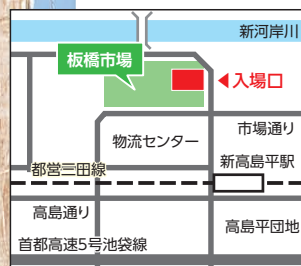 新河岸川
板橋市場
入場口
市場通り
物流センター
新高島平駅
都営三田線
高島通り
高島平団地
首都高速5号池袋線